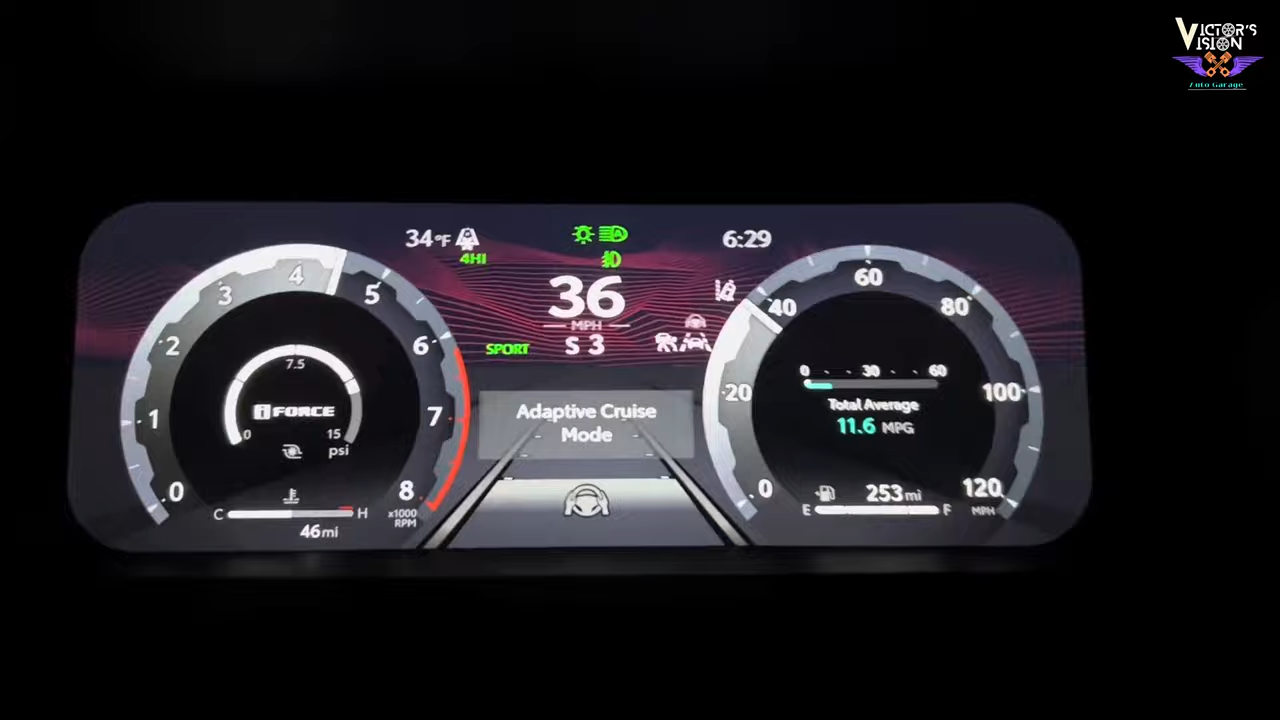 VICTOR'S
VISION
Auto Garage
34°F
4HI
A
6:29
36
MPH
S 3
SPORT
0
1
2
3
4
5
6
7
8
x1000
RPM
7.5
i FORCE
0
15
psi
C
H
46 mi
Adaptive Cruise
Mode
0
20
40
60
80
100
120
MPH
0
30
60
Total Average
11.6 MPG
253 mi
E
F